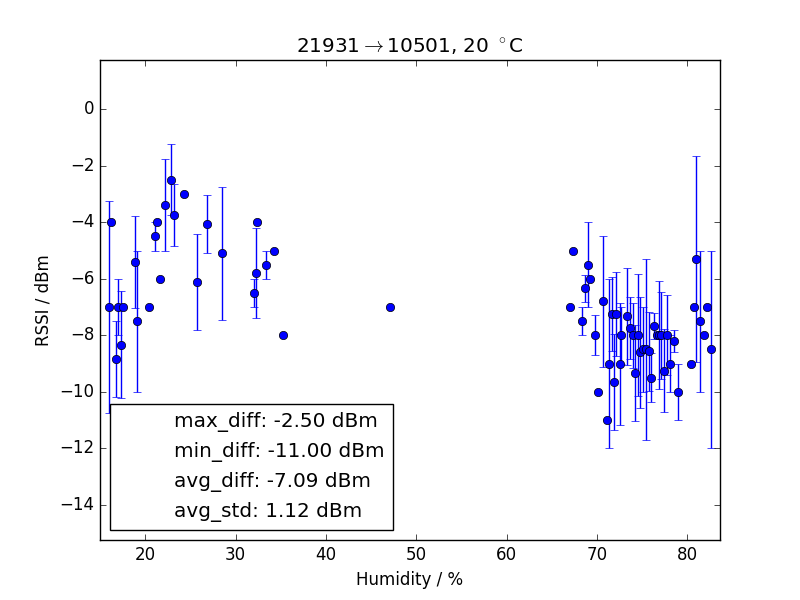 21931→10501, 20 °C
RSSI / dBm
0
−2
−4
−6
−8
−10
−12
−14
max_diff: -2.50 dBm
min_diff: -11.00 dBm
avg_diff: -7.09 dBm
avg_std: 1.12 dBm
20 30 40 50 60 70 80
Humidity / %